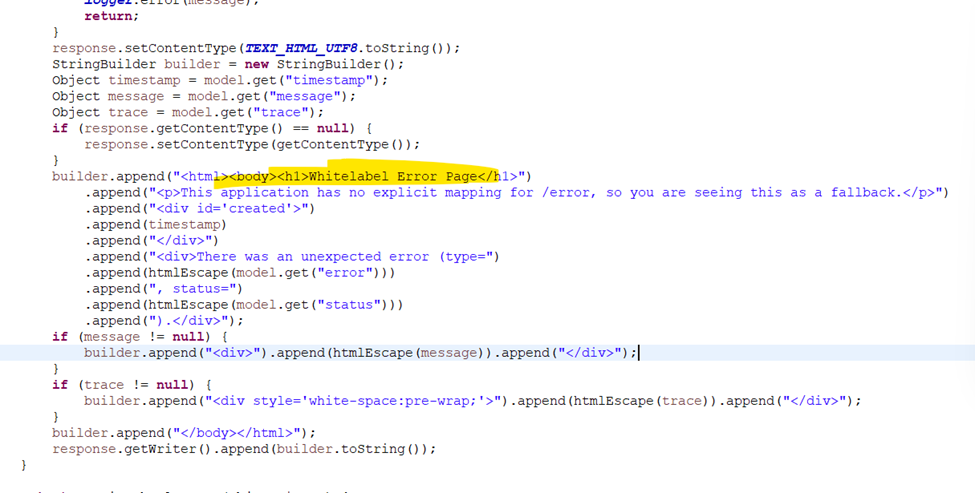 logger.error(message);
return;
}
response.setContentType(TEXT_HTML_UTF8.toString());
StringBuilder builder = new StringBuilder();
Object timestamp = model.get("timestamp");
Object message = model.get("message");
Object trace = model.get("trace");
if (response.getContentType() == null) {
response.setContentType(getContentType());
}
builder.append("<html><body><h1>Whitelabel Error Page</h1>")
.append("<p>This application has no explicit mapping for /error, so you are seeing this as a fallback.</p>")
.append("<div id='created'>")
.append(timestamp)
.append("</div>")
.append("<div>There was an unexpected error (type=")
.append(htmlEscape(model.get("error")))
.append(", status=")
.append(htmlEscape(model.get("status")))
.append(").</div>");
if (message != null) {
builder.append("<div>").append(htmlEscape(message)).append("</div>");
}
if (trace != null) {
builder.append("<div style='white-space:pre-wrap;'>").append(htmlEscape(trace)).append("</div>");
}
builder.append("</body></html>");
response.getWriter().append(builder.toString());
}